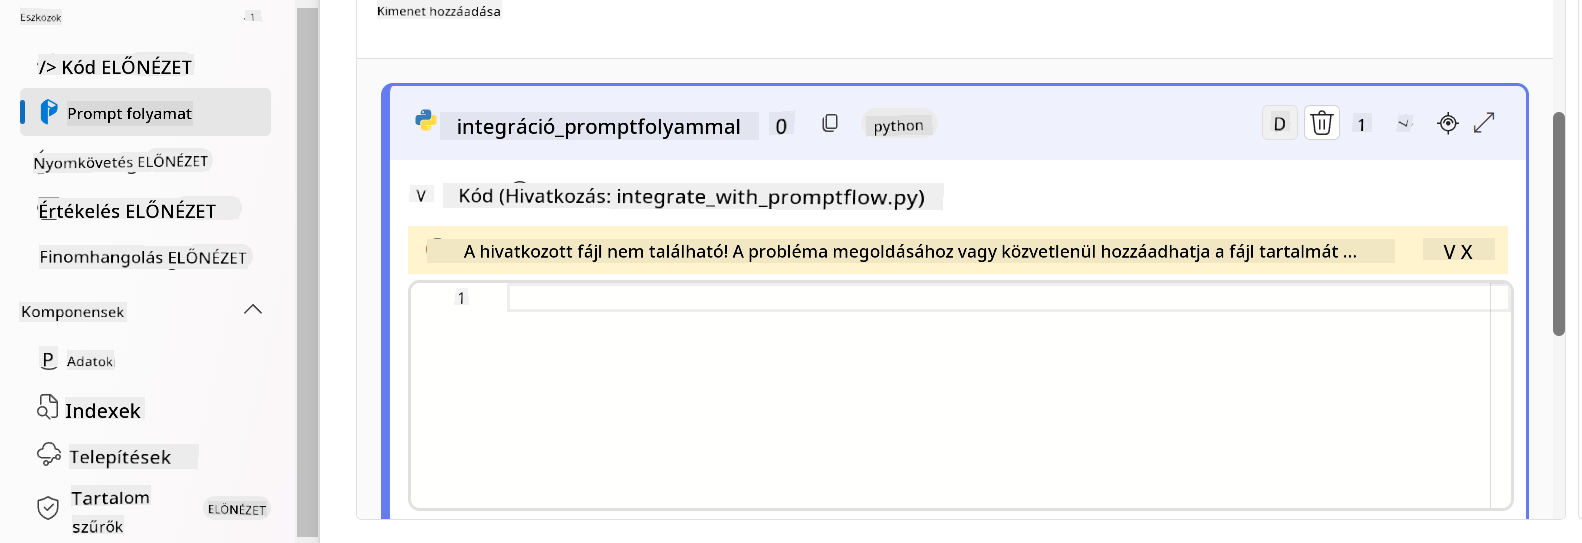 Eszközök
1
/> Kód ELŐNÉZET
Prompt folyamat
Nyomkövetés ELŐNÉZET
Értékelés ELŐNÉZET
Finomhangolás ELŐNÉZET
Komponensek
P Adatok
Indexek
Telepítések
Tartalom szűrők ELŐNÉZET
Kimenet hozzáadása
integráció_promptfolyammal 0 python D 1
V Kód (Hivatkozás: integrate_with_promptflow.py)
A hivatkozott fájl nem található! A probléma megoldásához vagy közvetlenül hozzáadhatja a fájl tartalmát ... V X
1